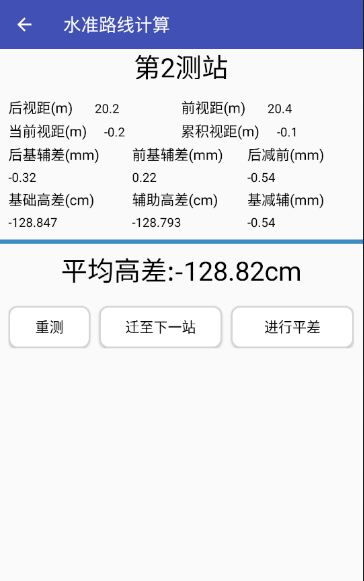 水准路线计算
第2测站
后视距(m) 20.2 前视距(m) 20.4
当前视距(m) -0.2 累积视距(m) -0.1
后基辅差(mm) 前基辅差(mm) 后减前(mm)
-0.32 0.22 -0.54
基础高差(cm) 辅助高差(cm) 基减辅(mm)
-128.847 -128.793 -0.54
平均高差:-128.82cm
重测 迁至下一站 进行平差